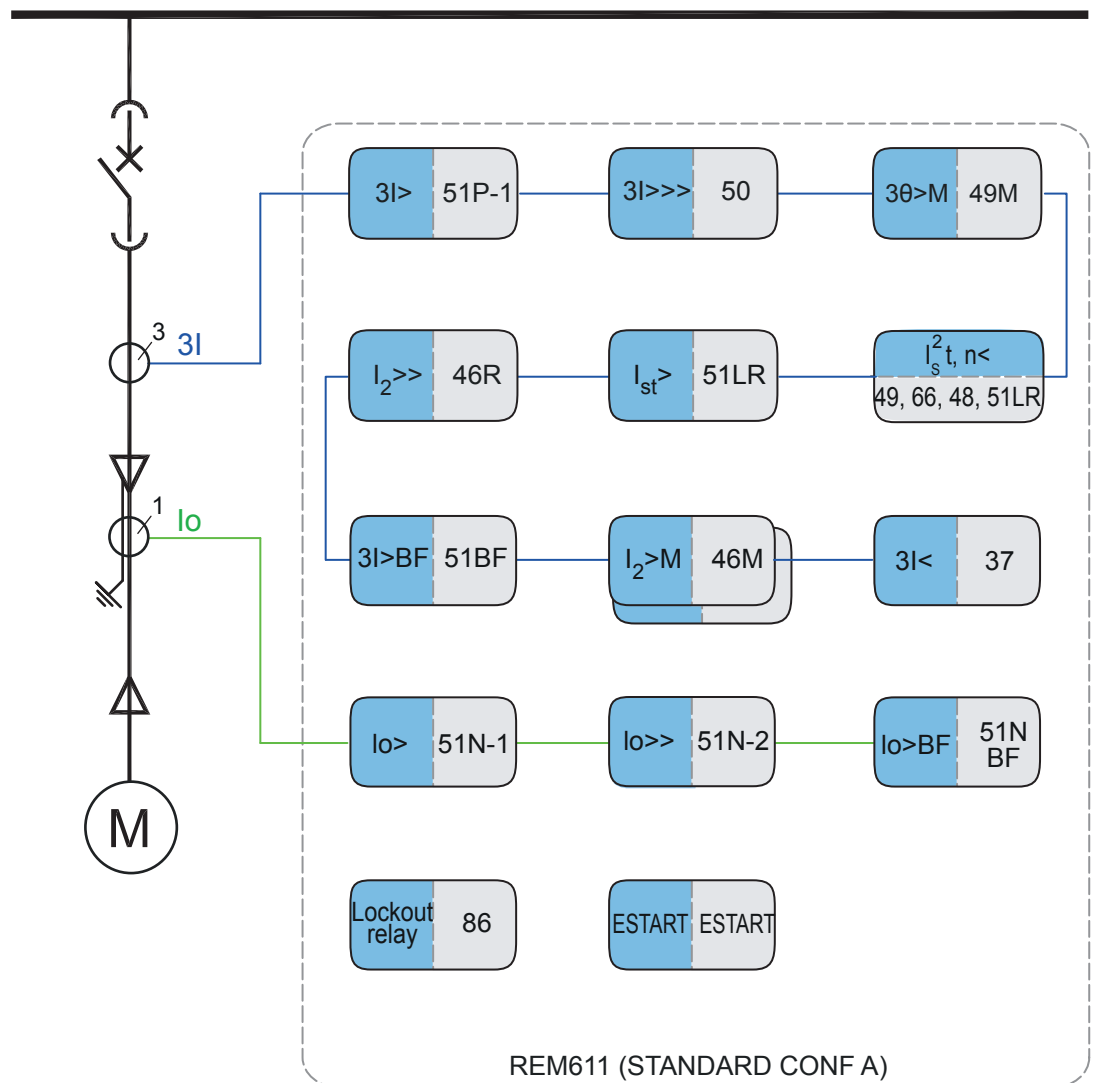 3I> 51P-1
3I>>> 50
3θ>M 49M
3
3I
I₂>> 46R
Ist> 51LR
Is²t, n<
49, 66, 48, 51LR
1
Io
3I>BF 51BF
I₂>M 46M
3I< 37
Io> 51N-1
Io>> 51N-2
Io>BF 51N
BF
M
Lockout
relay
86
ESTART ESTART
REM611 (STANDARD CONF A)